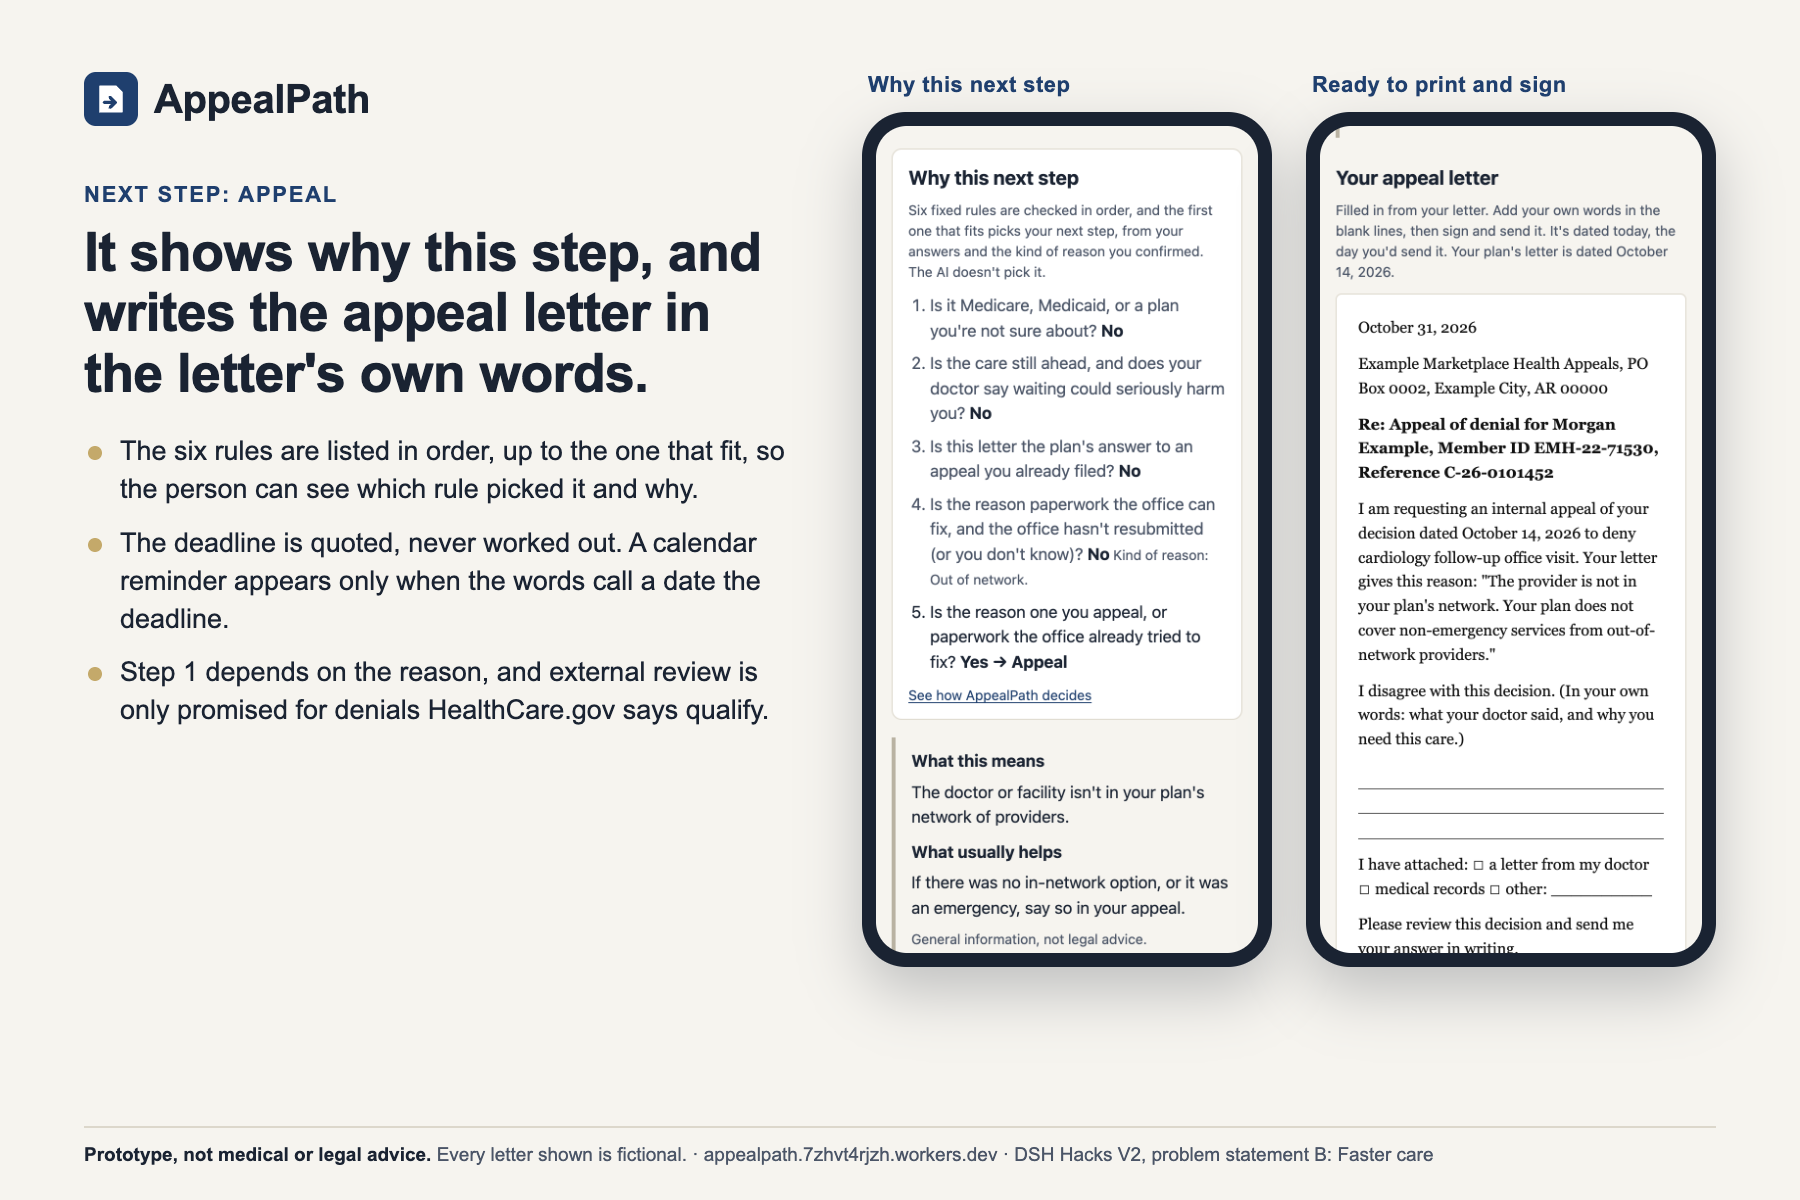 AppealPath
NEXT STEP: APPEAL
It shows why this step, and
writes the appeal letter in
the letter's own words.
The six rules are listed in order, up to the one that fit, so
the person can see which rule picked it and why.
The deadline is quoted, never worked out. A calendar
reminder appears only when the words call a date the
deadline.
Step 1 depends on the reason, and external review is
only promised for denials HealthCare.gov says qualify.
Why this next step
Why this next step
Six fixed rules are checked in order, and the first
one that fits picks your next step, from your
answers and the kind of reason you confirmed.
The AI doesn't pick it.
1. Is it Medicare, Medicaid, or a plan
you're not sure about? No
2. Is the care still ahead, and does your
doctor say waiting could seriously harm
you? No
3. Is this letter the plan's answer to an
appeal you already filed? No
4. Is the reason paperwork the office can
fix, and the office hasn't resubmitted
(or you don't know)? No Kind of reason:
Out of network.
5. Is the reason one you appeal, or
paperwork the office already tried to
fix? Yes → Appeal
See how AppealPath decides
What this means
The doctor or facility isn't in your plan's
network of providers.
What usually helps
If there was no in-network option, or it was
an emergency, say so in your appeal.
General information, not legal advice.
Ready to print and sign
Your appeal letter
Filled in from your letter. Add your own words in the
blank lines, then sign and send it. It's dated today, the
day you'd send it. Your plan's letter is dated October
14, 2026.
October 31, 2026
Example Marketplace Health Appeals, PO
Box 0002, Example City, AR 00000
Re: Appeal of denial for Morgan
Example, Member ID EMH-22-71530,
Reference C-26-0101452
I am requesting an internal appeal of your
decision dated October 14, 2026 to deny
cardiology follow-up office visit. Your letter
gives this reason: "The provider is not in
your plan's network. Your plan does not
cover non-emergency services from out-of-
network providers."
I disagree with this decision. (In your own
words: what your doctor said, and why you
need this care.)
I have attached: ☐ a letter from my doctor
☐ medical records ☐ other: ____________
Please review this decision and send me
your answer in writing.
Prototype, not medical or legal advice. Every letter shown is fictional. · appealpath.7zhvt4rjzh.workers.dev · DSH Hacks V2, problem statement B: Faster care